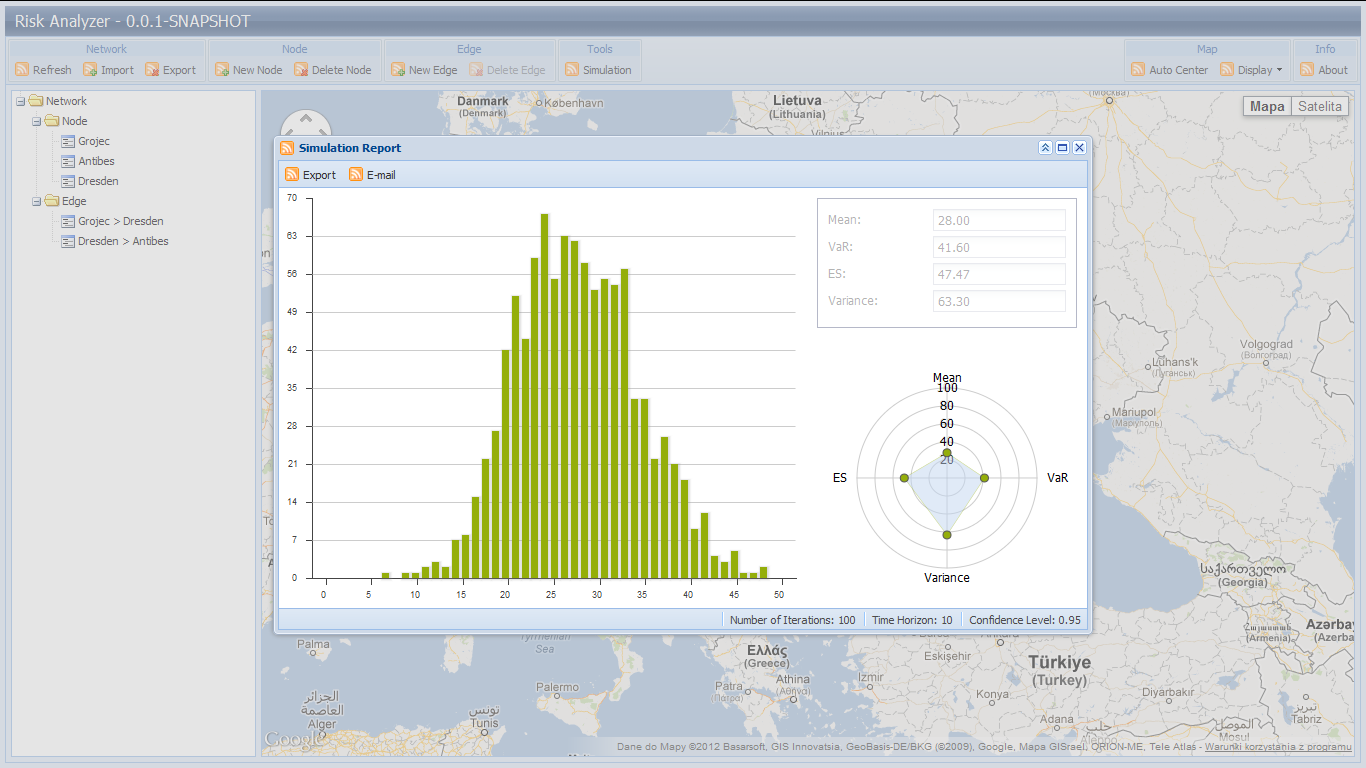 Risk Analyzer - 0.0.1-SNAPSHOT
Network Node Edge Tools Map Info
Refresh Import Export New Node Delete Node New Edge Delete Edge Simulation Auto Center Display About
Network
Node
Grojec
Antibes
Dresden
Edge
Grojec > Dresden
Dresden > Antibes
Danmark
(Denmark)
København
Lietuva
(Lithuania)
Vilnius
(Москва)
Mapa Satelita
Simulation Report
Export E-mail
70
63
56
49
42
35
28
21
14
7
0
0 5 10 15 20 25 30 35 40 45 50
Mean: 28.00
VaR: 41.60
ES: 47.47
Variance: 63.30
Mean
100
80
60
40
20
ES VaR
Variance
Number of Iterations: 100 Time Horizon: 10 Confidence Level: 0.95
Volgograd
(Волгоград)
Luhans'k
(Луганськ)
Mariupol
(Маріуполь)
საქართველო
(Georgia)
(Armenia)
Azərbay
(Azerba
Palma
Tyrrhenian
Sea
Ελλάς
(Greece)
Eskişehir
Türkiye
(Turkey)
Palermo
Patra
(Πάτρα)
Athina
(Αθήνα)
Izmir
Konya
Diyarbakır
Adana
تبريز
Tabriz
الجزائر
العاصمة
Alger
تونس
Tunis
حلب
Aleppo
الموصل
Mosul
Google
Dane do Mapy ©2012 Basarsoft, GIS Innovatsia, GeoBasis-DE/BKG (©2009), Google, Mapa GISrael, ORION-ME, Tele Atlas - Warunki korzystania z programu